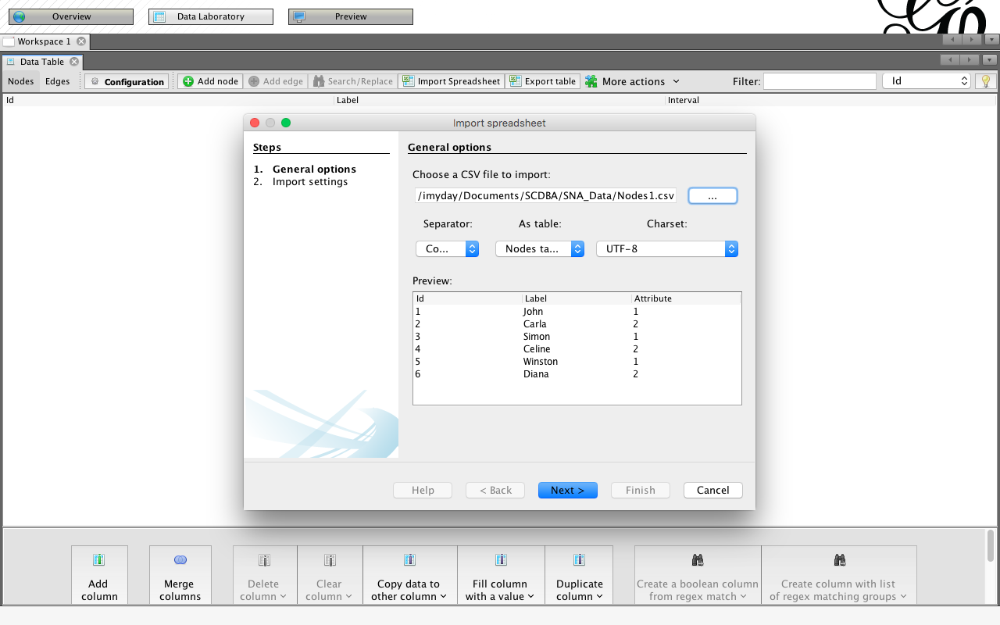 Overview Data Laboratory Preview
Workspace 1
Data Table
Nodes Edges Configuration Add node Add edge Search/Replace Import Spreadsheet Export table More actions Filter: Id
Id Label Interval
Import spreadsheet
Steps
1. General options
2. Import settings
General options
Choose a CSV file to import:
/imyday/Documents/SCDBA/SNA_Data/Nodes1.csv ...
Separator: As table: Charset:
Co... Nodes ta... UTF-8
Preview:
Id Label Attribute
1 John 1
2 Carla 2
3 Simon 1
4 Celine 2
5 Winston 1
6 Diana 2
Help < Back Next > Finish Cancel
Add column
Merge columns
Delete column
Clear column
Copy data to other column
Fill column with a value
Duplicate column
Create a boolean column from regex match
Create column with list of regex matching groups